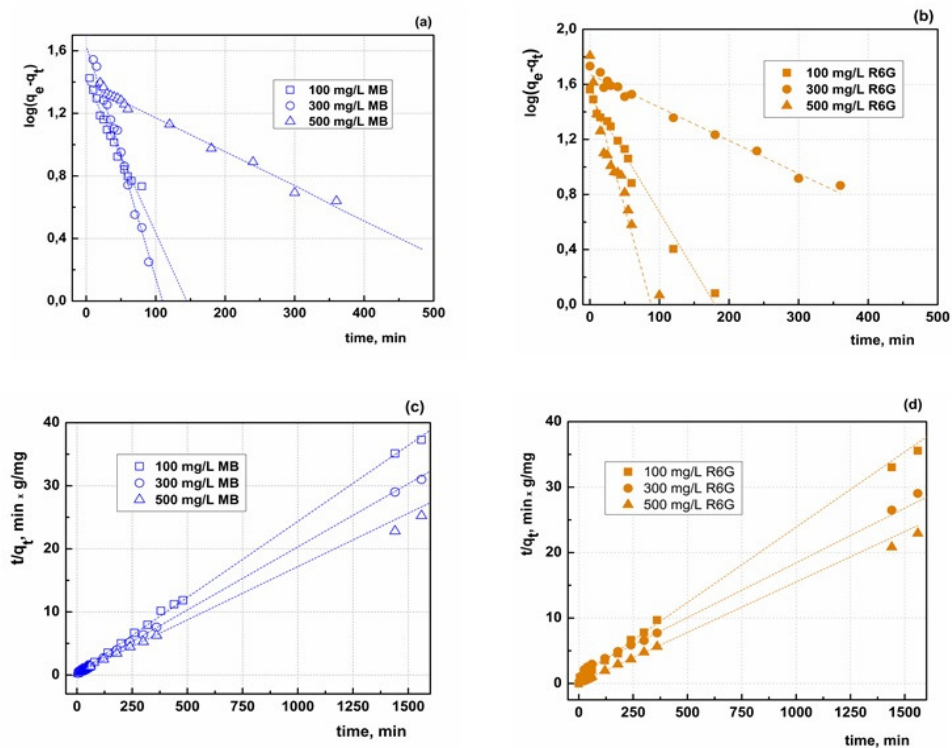 (a)
1,6
1,2
0,8
0,4
0,0
log(qe-qt)
100 mg/L MB
300 mg/L MB
500 mg/L MB
0 100 200 300 400 500
time, min
(b)
2,0
1,6
1,2
0,8
0,4
0,0
log(qe-qt)
100 mg/L R6G
300 mg/L R6G
500 mg/L R6G
0 100 200 300 400 500
time, min
(c)
40
30
20
10
0
t/qt, min x g/mg
100 mg/L MB
300 mg/L MB
500 mg/L MB
0 250 500 750 1000 1250 1500
time, min
(d)
40
30
20
10
0
t/qt, min x g/mg
100 mg/L R6G
300 mg/L R6G
500 mg/L R6G
0 250 500 750 1000 1250 1500
time, min